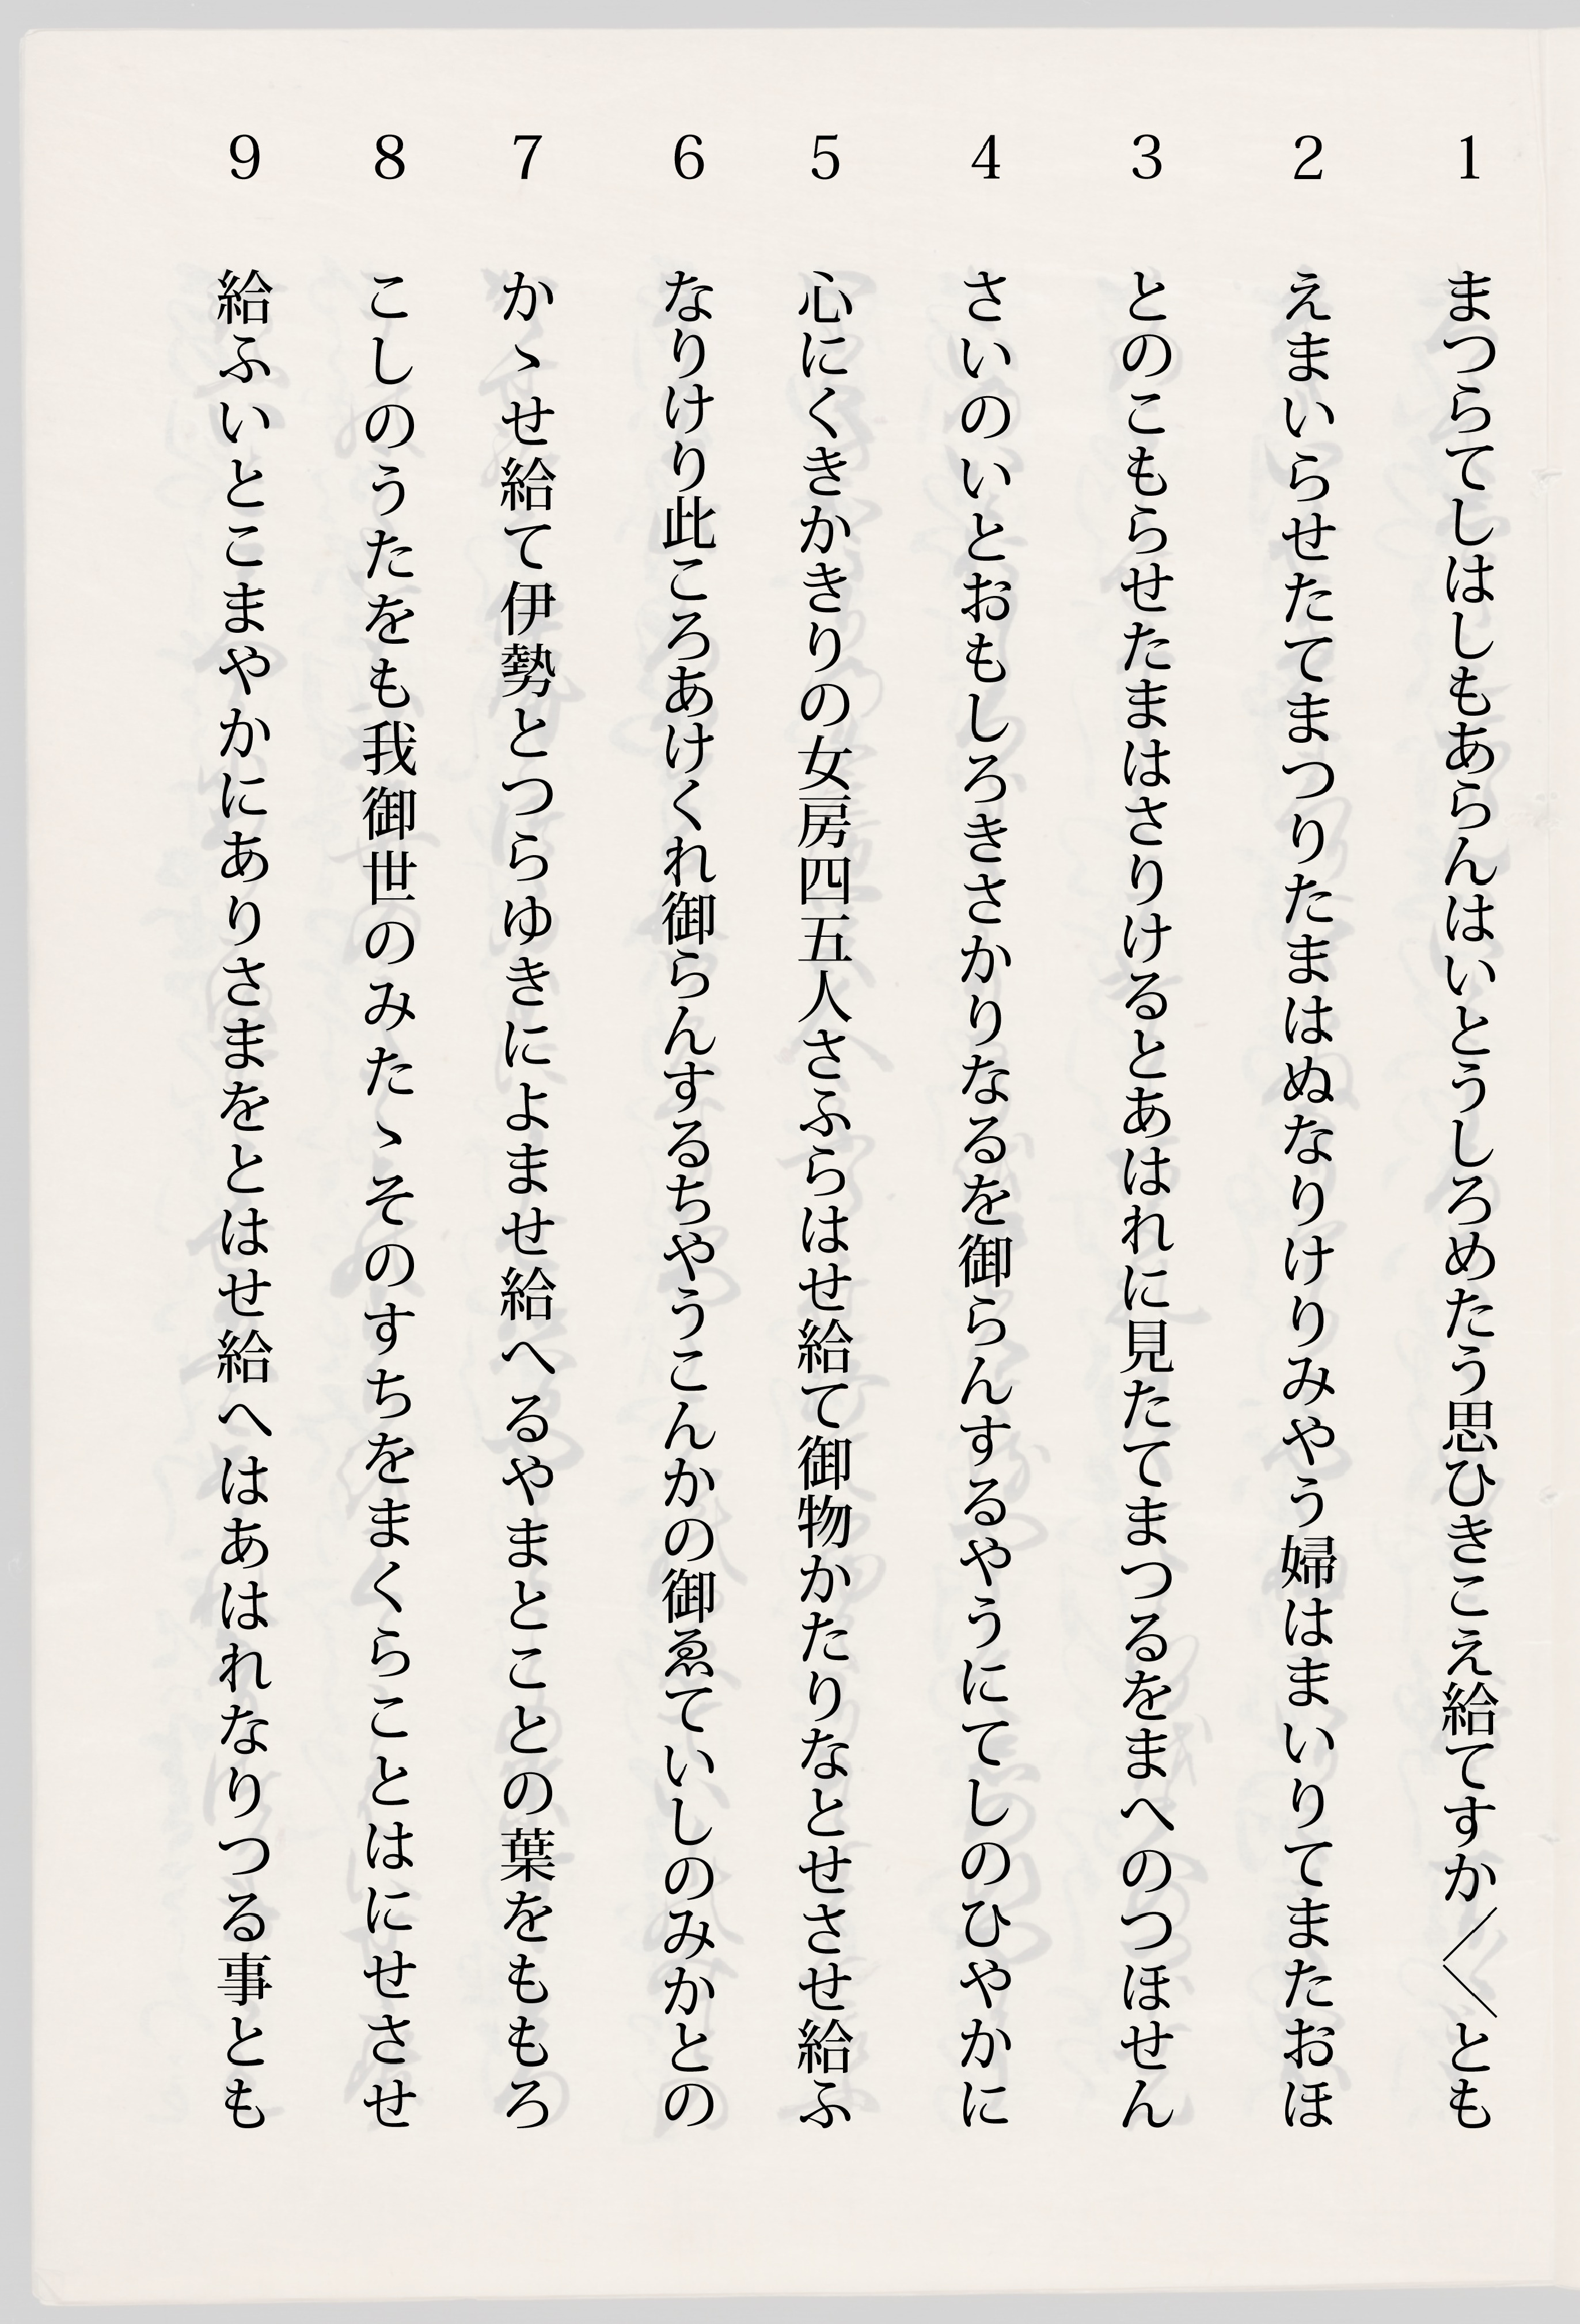 1 まつらてしはしもあらんはいとうしろめたう思ひきこえ給てすか〳〵とも
2 えまいらせたてまつりたまはぬなりけりみやう婦はまいりてまたおほ
3 とのこもらせたまはさりけるとあはれに見たてまつるをまへのつほせん
4 さいのいとおもしろきさかりなるを御らんするやうにてしのひやかに
5 心にくきかきりの女房四五人さふらはせ給て御物かたりなとせさせ給ふ
6 なりけり此ころあけくれ御らんするちやうこんかの御ゑていしのみかとの
7 かゝせ給て伊勢とつらゆきによませ給へるやまとことの葉をももろ
8 こしのうたをも我御世のみたゝそのすちをまくらことはにせさせ
9 給ふいとこまやかにありさまをとはせ給へはあはれなりつる事とも